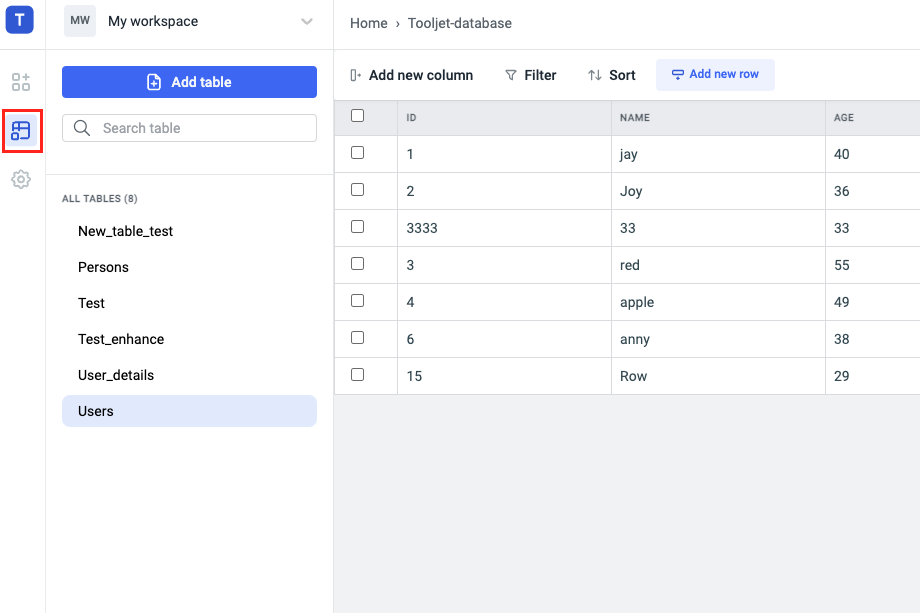 T
MW My workspace
Home › Tooljet-database
Add table
Search table
ALL TABLES (8)
New_table_test
Persons
Test
Test_enhance
User_details
Users
Add new column Filter Sort Add new row
ID NAME AGE
1 jay 40
2 Joy 36
3333 33 33
3 red 55
4 apple 49
6 anny 38
15 Row 29